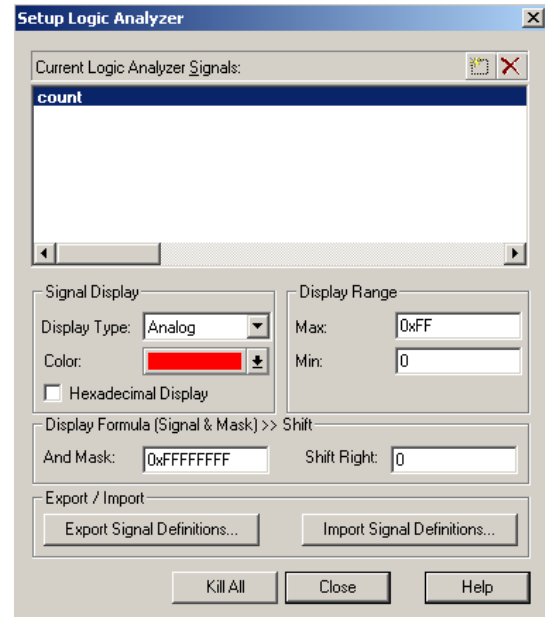 Setup Logic Analyzer
Current Logic Analyzer Signals:
count
Signal Display
Display Type: Analog
Color:
Hexadecimal Display
Display Range
Max: 0xFF
Min: 0
Display Formula (Signal & Mask) >> Shift
And Mask: 0xFFFFFFFF
Shift Right: 0
Export / Import
Export Signal Definitions...
Import Signal Definitions...
Kill All
Close
Help